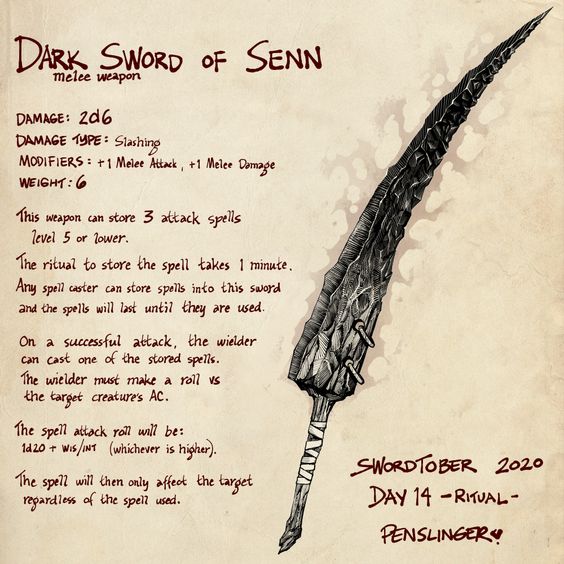 DARK SWORD OF SENN
melee weapon
DAMAGE: 2d6
DAMAGE TYPE: Slashing
MODIFIERS: +1 Melee Attack, +1 Melee Damage
WEIGHT: 6
This weapon can store 3 attack spells
level 5 or lower.
The ritual to store the spell takes 1 minute.
Any spell caster can store spells into this sword
and the spells will last until they are used.
On a successful attack, the wielder
can cast one of the stored spells.
The wielder must make a roll vs
the target creature's AC.
The spell attack roll will be:
1d20 + WIS/INT (whichever is higher).
The spell will then only affect the target
regardless of the spell used.
SWORDTOBER 2020
DAY 14 -RITUAL-
PENSLINGER